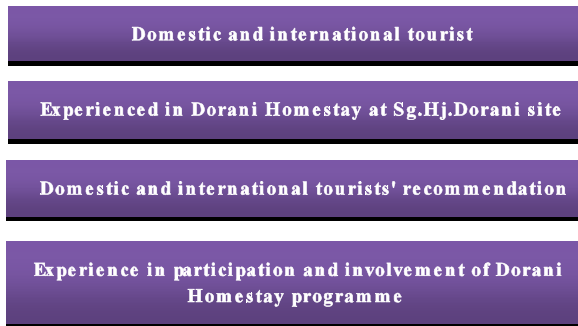 Domestic and international tourist
Experienced in Dorani Homestay at Sg.Hj.Dorani site
Domestic and international tourists' recommendation
Experience in participation and involvement of Dorani
Homestay programme